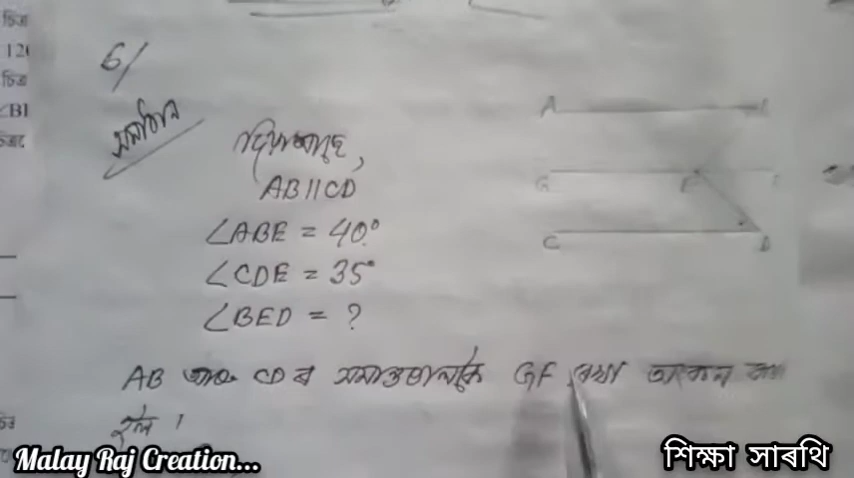 6/
সমাধান
দিয়া আছে,
AB || CD
∠ABE = 40°
∠CDE = 35°
∠BED = ?
AB আৰু CD ৰ সমান্তৰালকৈ GF ৰেখা অংকন কৰা
হ'ল ।
A
G E
C D
120
Malay Raj Creation...
শিক্ষা সাৰথি